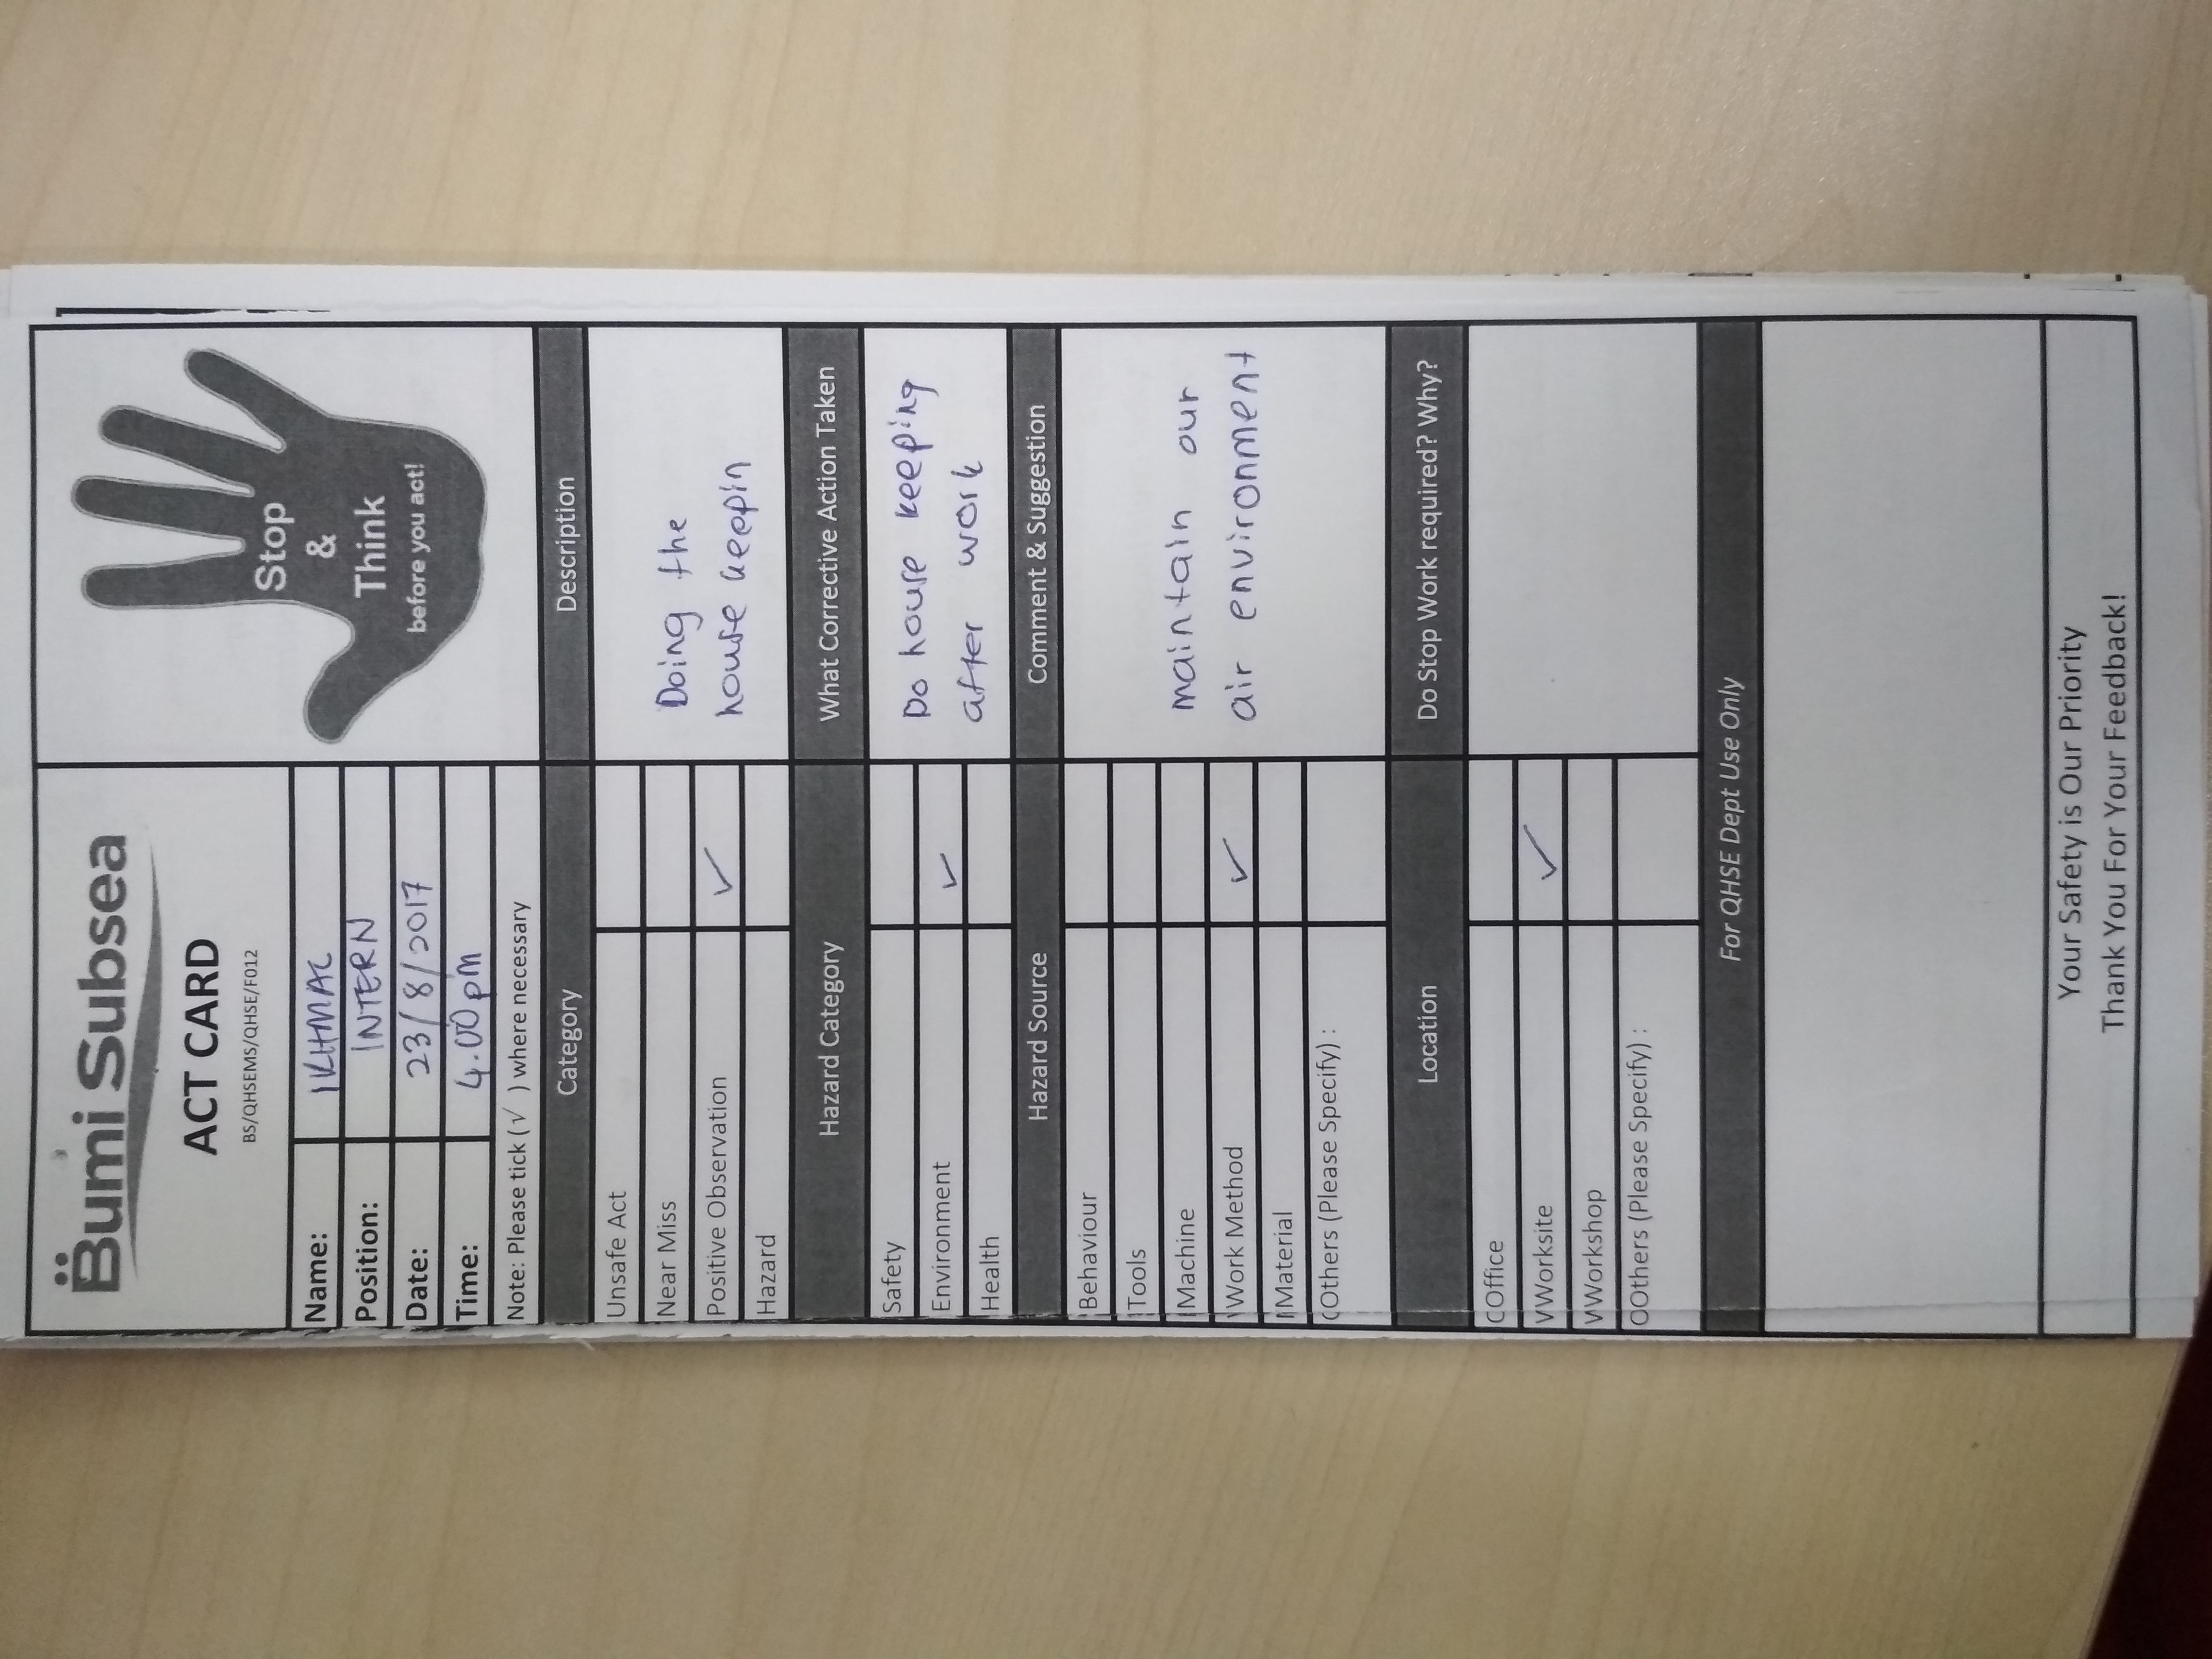 Bumi Subsea
ACT CARD
BS/QHSEMS/QHSE/F012
Stop
&
Think
before you act!
Name: IKHMAL
Position: INTERN
Date: 23/8/2017
Time: 4.00pm
Note: Please tick (√ ) where necessary
Category Description
Unsafe Act
Near Miss
Positive Observation ✓
Hazard
Doing the
house keepin
Hazard Category What Corrective Action Taken
Safety
Environment ✓
Health
Do house keeping
after work
Hazard Source Comment & Suggestion
Behaviour
Tools
Machine
Work Method ✓
Material
Others (Please Specify) :
maintain our
air environment
Location Do Stop Work required? Why?
Office
Worksite ✓
Workshop
Others (Please Specify) :
For QHSE Dept Use Only
Your Safety is Our Priority
Thank You For Your Feedback!